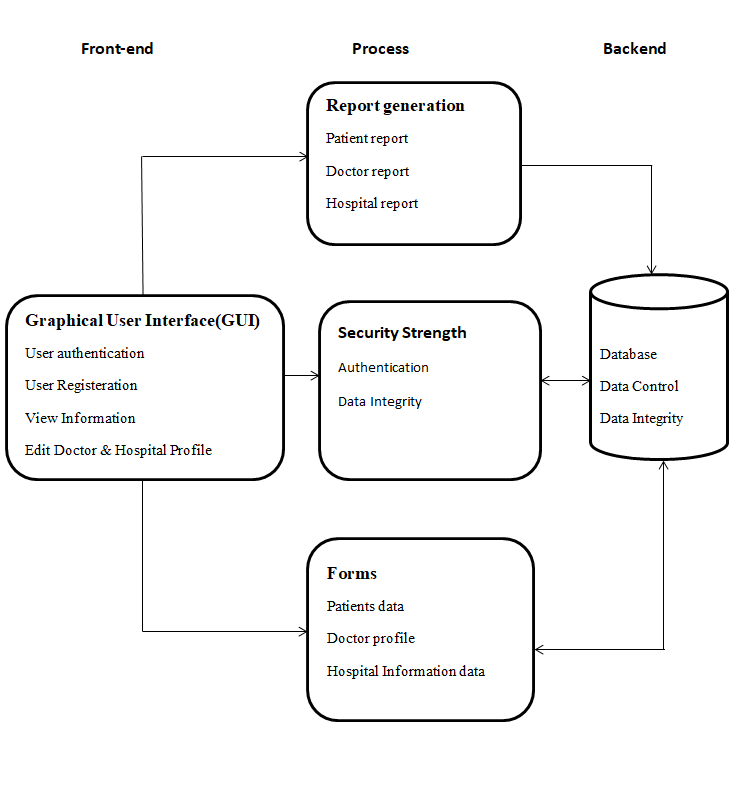 Front-end
Process
Backend
Report generation
Patient report
Doctor report
Hospital report
Graphical User Interface(GUI)
User authentication
User Registeration
View Information
Edit Doctor & Hospital Profile
Security Strength
Authentication
Data Integrity
Database
Data Control
Data Integrity
Forms
Patients data
Doctor profile
Hospital Information data